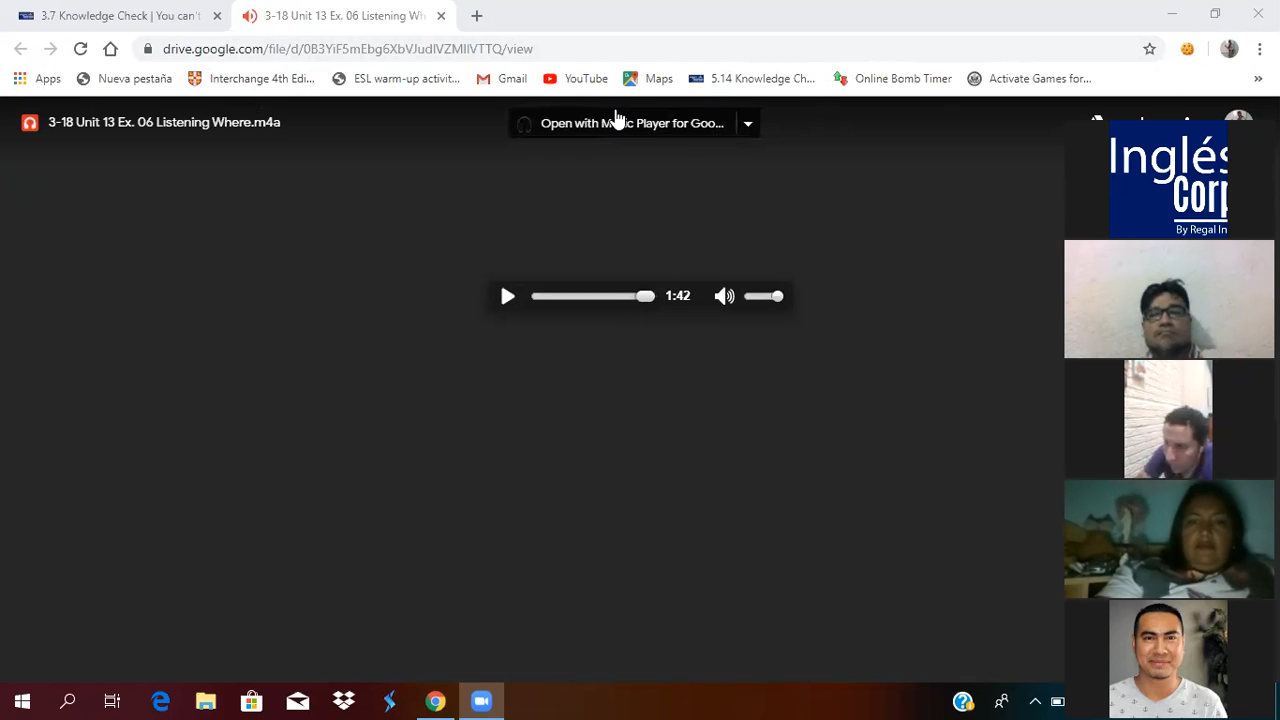 3.7 Knowledge Check | You can't
3-18 Unit 13 Ex. 06 Listening Wh
drive.google.com/file/d/0B3YiF5mEbg6XbVJudlVZMllVTTQ/view
Apps
Nueva pestaña
Interchange 4th Edi...
ESL warm-up activit...
Gmail
YouTube
Maps
5.14 Knowledge Ch...
Online Bomb Timer
Activate Games for...
»
3-18 Unit 13 Ex. 06 Listening Where.m4a
Open with M ic Player for Goo...
1:42
Inglés
Corp
By Regal In